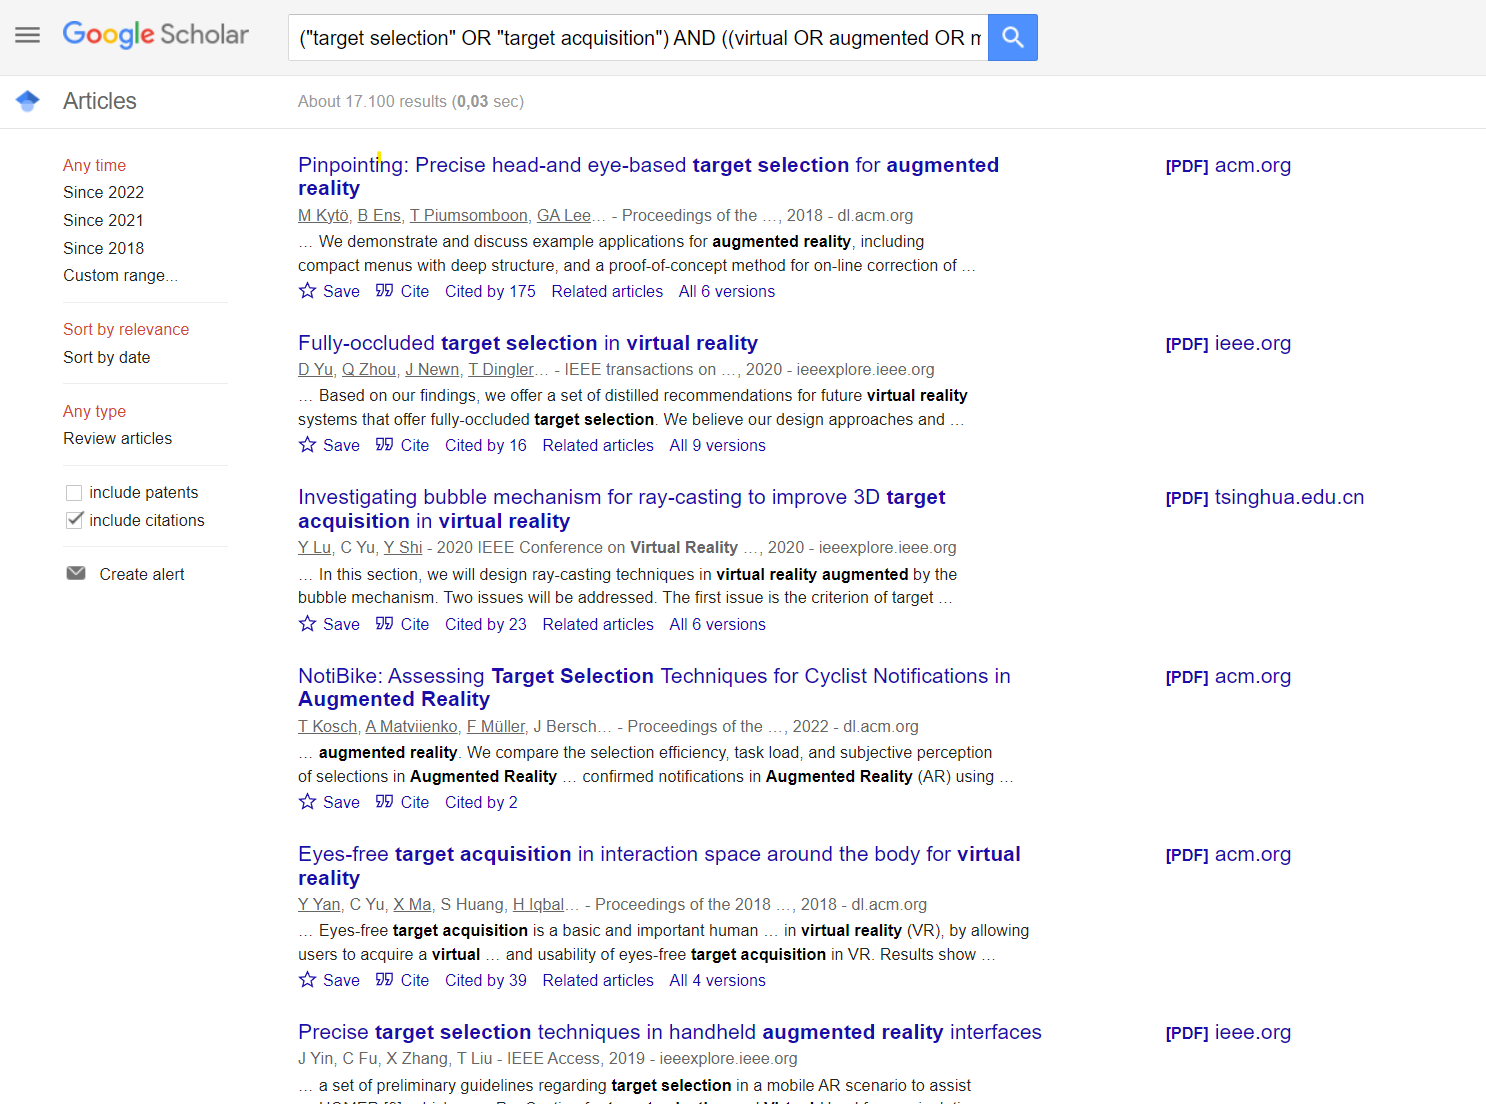 Google Scholar
("target selection" OR "target acquisition") AND ((virtual OR augmented OR m
Articles
About 17.100 results (0,03 sec)
Any time
Since 2022
Since 2021
Since 2018
Custom range...
Sort by relevance
Sort by date
Any type
Review articles
include patents
include citations
Create alert
Pinpointing: Precise head-and eye-based target selection for augmented
reality
M Kytö, B Ens, T Piumsomboon, GA Lee… - Proceedings of the …, 2018 - dl.acm.org
… We demonstrate and discuss example applications for augmented reality, including
compact menus with deep structure, and a proof-of-concept method for on-line correction of …
Save Cite Cited by 175 Related articles All 6 versions
[PDF] acm.org
Fully-occluded target selection in virtual reality
D Yu, Q Zhou, J Newn, T Dingler… - IEEE transactions on …, 2020 - ieeexplore.ieee.org
… Based on our findings, we offer a set of distilled recommendations for future virtual reality
systems that offer fully-occluded target selection. We believe our design approaches and …
Save Cite Cited by 16 Related articles All 9 versions
[PDF] ieee.org
Investigating bubble mechanism for ray-casting to improve 3D target
acquisition in virtual reality
Y Lu, C Yu, Y Shi - 2020 IEEE Conference on Virtual Reality …, 2020 - ieeexplore.ieee.org
… In this section, we will design ray-casting techniques in virtual reality augmented by the
bubble mechanism. Two issues will be addressed. The first issue is the criterion of target …
Save Cite Cited by 23 Related articles All 6 versions
[PDF] tsinghua.edu.cn
NotiBike: Assessing Target Selection Techniques for Cyclist Notifications in
Augmented Reality
T Kosch, A Matviienko, F Müller, J Bersch… - Proceedings of the …, 2022 - dl.acm.org
… augmented reality. We compare the selection efficiency, task load, and subjective perception
of selections in Augmented Reality … confirmed notifications in Augmented Reality (AR) using …
Save Cite Cited by 2
[PDF] acm.org
Eyes-free target acquisition in interaction space around the body for virtual
reality
Y Yan, C Yu, X Ma, S Huang, H Iqbal… - Proceedings of the 2018 …, 2018 - dl.acm.org
… Eyes-free target acquisition is a basic and important human … in virtual reality (VR), by allowing
users to acquire a virtual … and usability of eyes-free target acquisition in VR. Results show …
Save Cite Cited by 39 Related articles All 4 versions
[PDF] acm.org
Precise target selection techniques in handheld augmented reality interfaces
J Yin, C Fu, X Zhang, T Liu - IEEE Access, 2019 - ieeexplore.ieee.org
… a set of preliminary guidelines regarding target selection in a mobile AR scenario to assist
[PDF] ieee.org